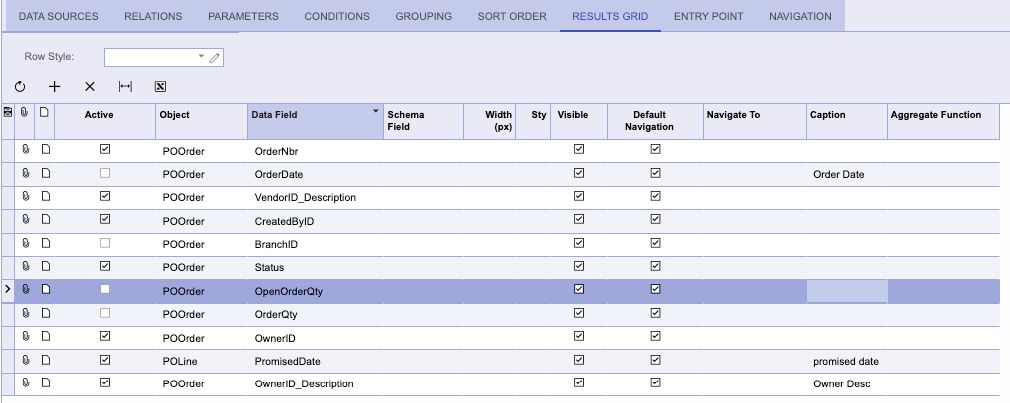 DATA SOURCES RELATIONS PARAMETERS CONDITIONS GROUPING SORT ORDER RESULTS GRID ENTRY POINT NAVIGATION
Row Style:
Active Object Data Field Schema Field Width (px) Sty Visible Default Navigation Navigate To Caption Aggregate Function
POOrder OrderNbr
POOrder OrderDate Order Date
POOrder VendorID_Description
POOrder CreatedByID
POOrder BranchID
POOrder Status
POOrder OpenOrderQty
POOrder OrderQty
POOrder OwnerID
POLine PromisedDate promised date
POOrder OwnerID_Description Owner Desc